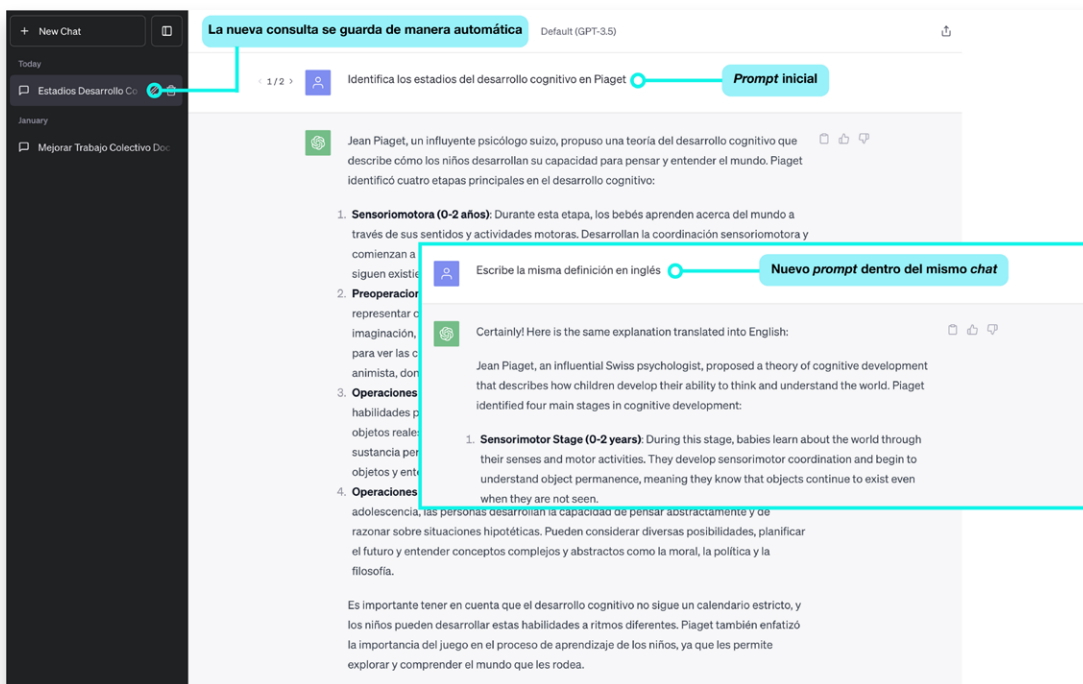 New Chat
La nueva consulta se guarda de manera automática
Default (GPT-3.5)
Today
Estadios Desarrollo Co
January
Mejorar Trabajo Colectivo Doc
1 / 2
Identifica los estadios del desarrollo cognitivo en Piaget
Prompt inicial
Jean Piaget, un influyente psicólogo suizo, propuso una teoría del desarrollo cognitivo que
describe cómo los niños desarrollan su capacidad para pensar y entender el mundo. Piaget
identificó cuatro etapas principales en el desarrollo cognitivo:
1. Sensoriomotora (0-2 años): Durante esta etapa, los bebés aprenden acerca del mundo a
través de sus sentidos y actividades motoras. Desarrollan la coordinación sensoriomotora y
comienzan a
siguen
2. Preoperacion
representar
imaginación,
para ver las
animista,
3. Operaciones
habilidades
objetos reales
sustancia
objetos y
4. Operaciones
adolescencia, las personas desarrollan la capacidad de pensar abstractamente y de
razonar sobre situaciones hipotéticas. Pueden considerar diversas posibilidades, planificar
el futuro y entender conceptos complejos y abstractos como la moral, la política y la
filosofía.
Es importante tener en cuenta que el desarrollo cognitivo no sigue un calendario estricto, y
los niños pueden desarrollar estas habilidades a ritmos diferentes. Piaget también enfatizó
la importancia del juego en el proceso de aprendizaje de los niños, ya que les permite
explorar y comprender el mundo que les rodea.
Escribe la misma definición en inglés
Nuevo prompt dentro del mismo chat
Certainly! Here is the same explanation translated into English:
Jean Piaget, an influential Swiss psychologist, proposed a theory of cognitive development
that describes how children develop their ability to think and understand the world. Piaget
identified four main stages in cognitive development:
1. Sensorimotor Stage (0-2 years): During this stage, babies learn about the world through
their senses and motor activities. They develop sensorimotor coordination and begin to
understand object permanence, meaning they know that objects continue to exist even
when they are not seen.